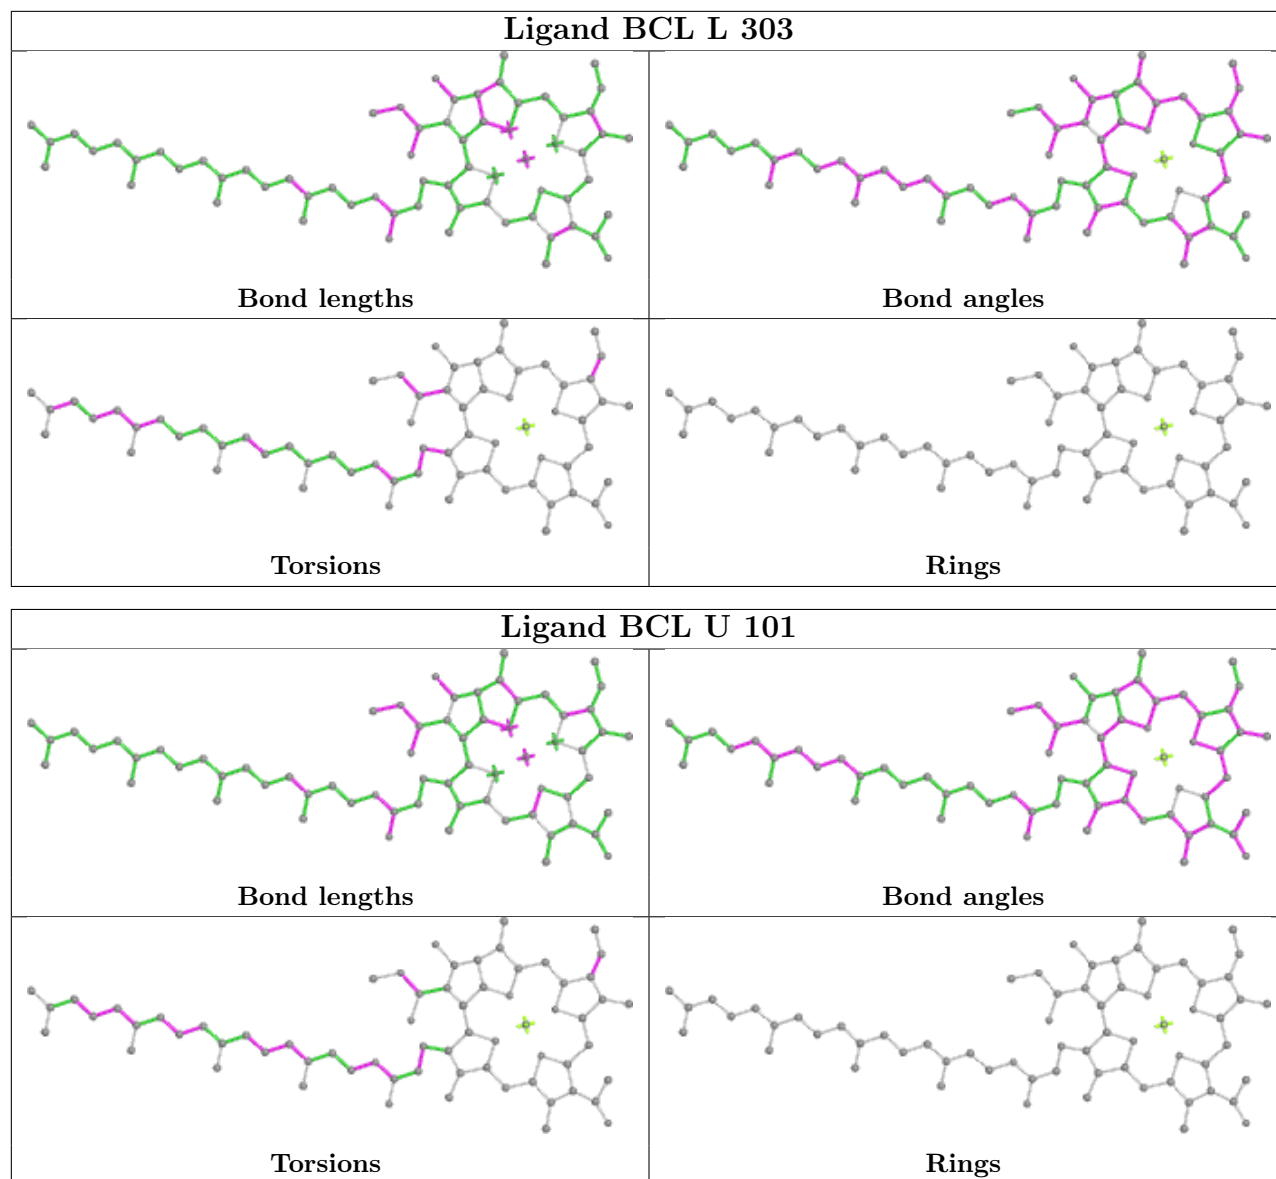 Ligand BCL L 303
Bond lengths
Bond angles
Torsions
Rings
Ligand BCL U 101
Bond lengths
Bond angles
Torsions
Rings